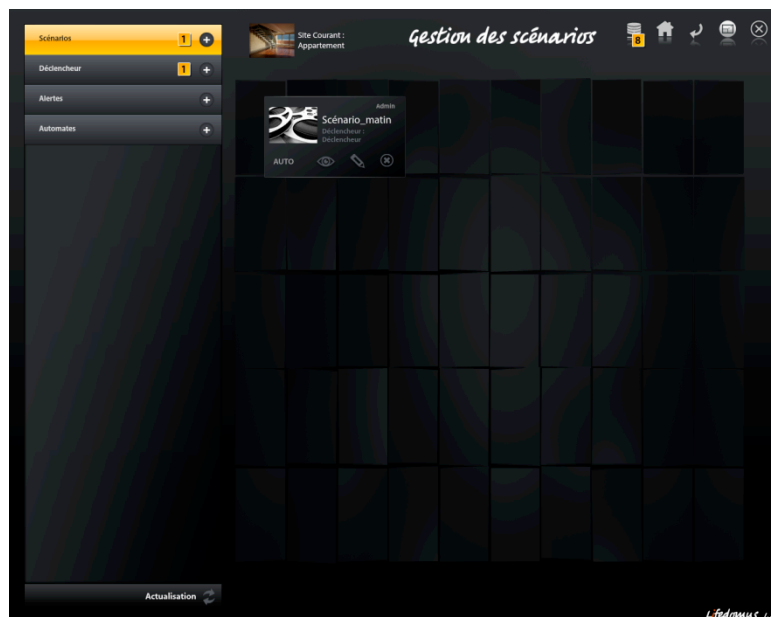 Scénarios 1
Déclencheur 1
Alertes
Automates
Site Courant :
Appartement
Gestion des scénarios
8
Admin
Scénario_matin
Déclencheur :
Déclencheur
AUTO
Actualisation
Lifedomus